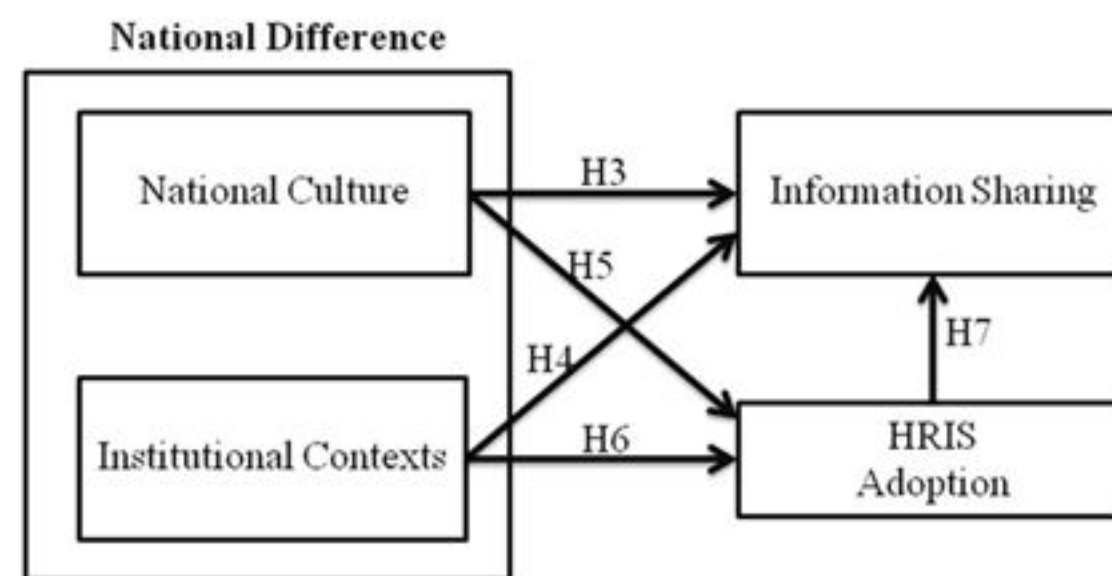 National Difference
National Culture
H3
Information Sharing
H5
H4
H7
Institutional Contexts
H6
HRIS
Adoption